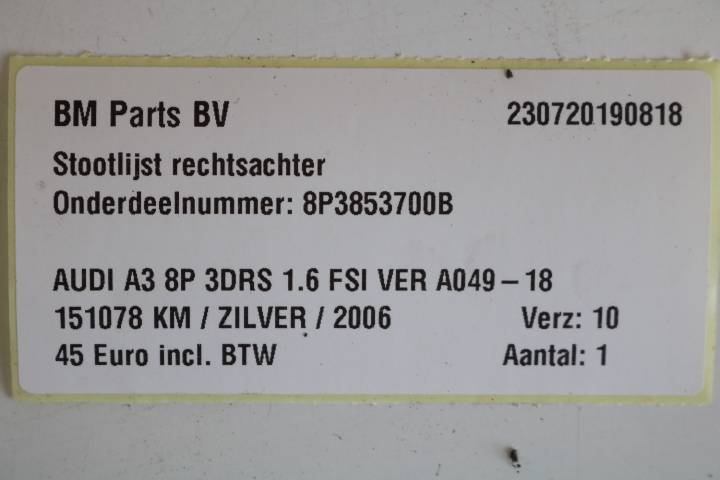 BM Parts BV 230720190818
Stootlijst rechtsachter
Onderdeelnummer: 8P3853700B
AUDI A3 8P 3DRS 1.6 FSI VER A049 – 18
151078 KM / ZILVER / 2006 Verz: 10
45 Euro incl. BTW Aantal: 1